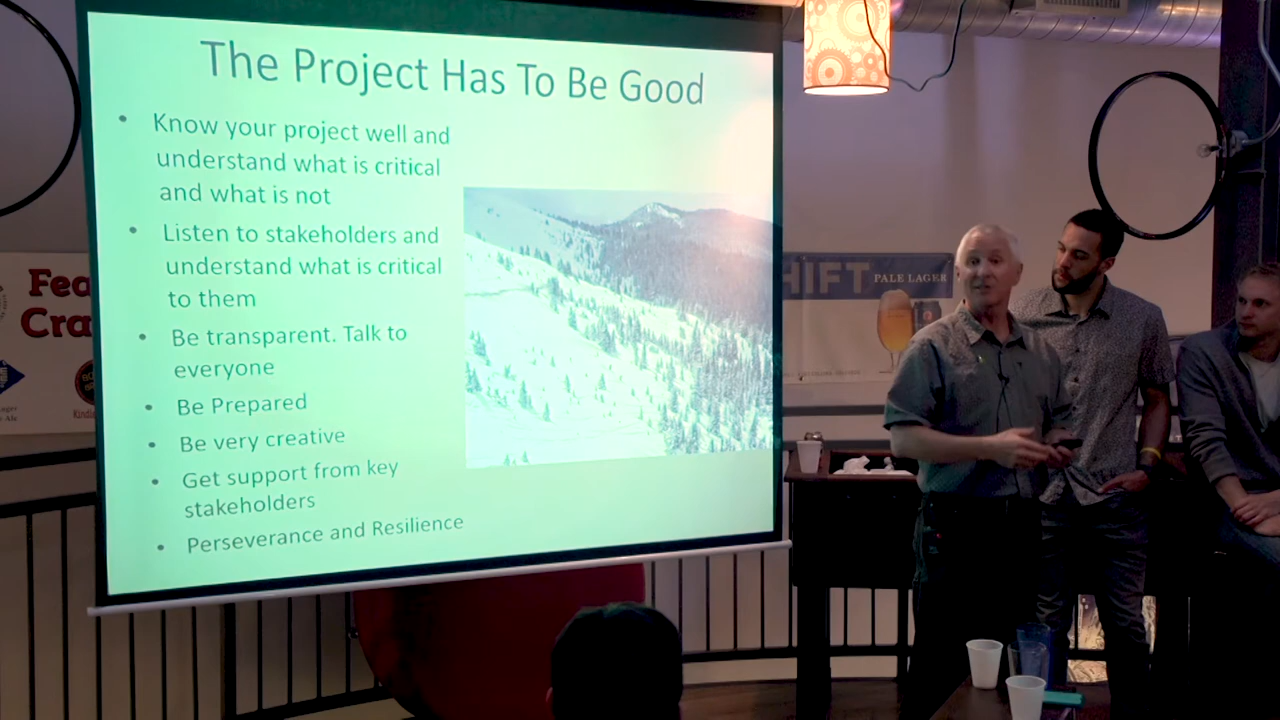 The Project Has To Be Good
• Know your project well and
understand what is critical
and what is not
• Listen to stakeholders and
understand what is critical
to them
• Be transparent. Talk to
everyone
• Be Prepared
• Be very creative
• Get support from key
stakeholders
• Perseverance and Resilience
Fea
Cra
HIFT
PALE LAGER